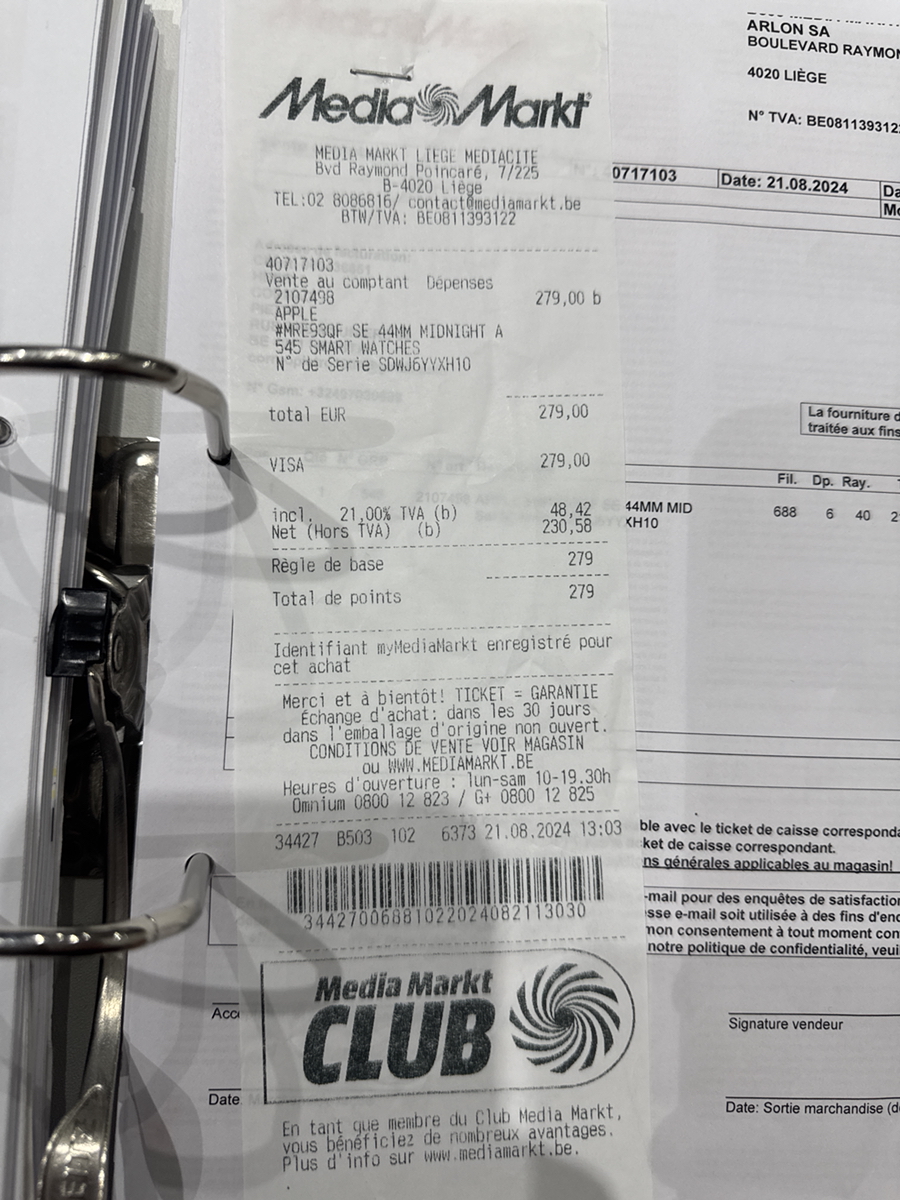 Media Markt
MEDIA MARKT LIEGE MEDIACITE
Bvd Raymond Poincaré, 7/225
B-4020 Liège
TEL:02 8086816/ contact@mediamarkt.be
BTW/TVA: BE0811393122
40717103
Vente au comptant Dépenses
2107498 279,00 b
APPLE
#MRE93QF SE 44MM MIDNIGHT A
545 SMART WATCHES
N° de Serie SDWJ6YYXH10
total EUR 279,00
VISA 279,00
incl. 21.00% TVA (b) 48,42
Net (Hors TVA) (b) 230,58
Règle de base 279
Total de points 279
Identifiant myMediaMarkt enregistré pour
cet achat
Merci et à bientôt! TICKET = GARANTIE
Échange d'achat: dans les 30 jours
dans l'emballage d'origine non ouvert.
CONDITIONS DE VENTE VOIR MAGASIN
ou WWW.MEDIAMARKT.BE
Heures d'ouverture : lun-sam 10-19.30h
Omnium 0800 12 823 / G+ 0800 12 825
34427 B503 102 6373 21.08.2024 13:03
34427006881022024082113030
Media Markt
CLUB
En tant que membre du Club Media Markt,
vous bénéficiez de nombreux avantages.
Plus d'info sur www.mediamarkt.be.
ARLON SA
BOULEVARD RAYMON
4020 LIÈGE
N° TVA: BE0811393122
0717103 Date: 21.08.2024 Da
Mo
La fourniture d
traitée aux fins
Fil. Dp. Ray.
44MM MID 688 6 40 2
XH10
ble avec le ticket de caisse corresponda
ket de caisse correspondant.
ns générales applicables au magasin!
-mail pour des enquêtes de satisfaction
sse e-mail soit utilisée à des fins d'enq
mon consentement à tout moment con
notre politique de confidentialité, veui
Acc
Signature vendeur
Date
Date: Sortie marchandise (d